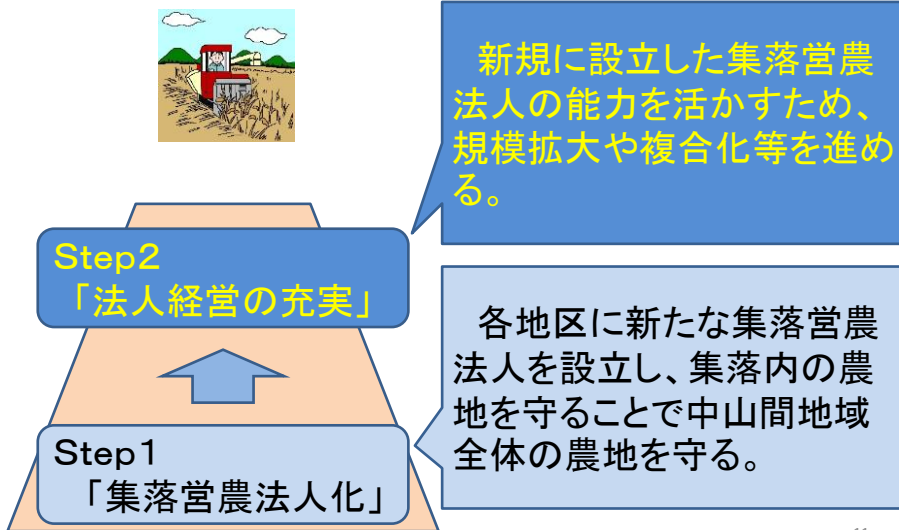 新規に設立した集落営農
法人の能力を活かすため、
規模拡大や複合化等を進め
る。
Step2
「法人経営の充実」
各地区に新たな集落営農
法人を設立し、集落内の農
地を守ることで中山間地域
全体の農地を守る。
Step1
「集落営農法人化」